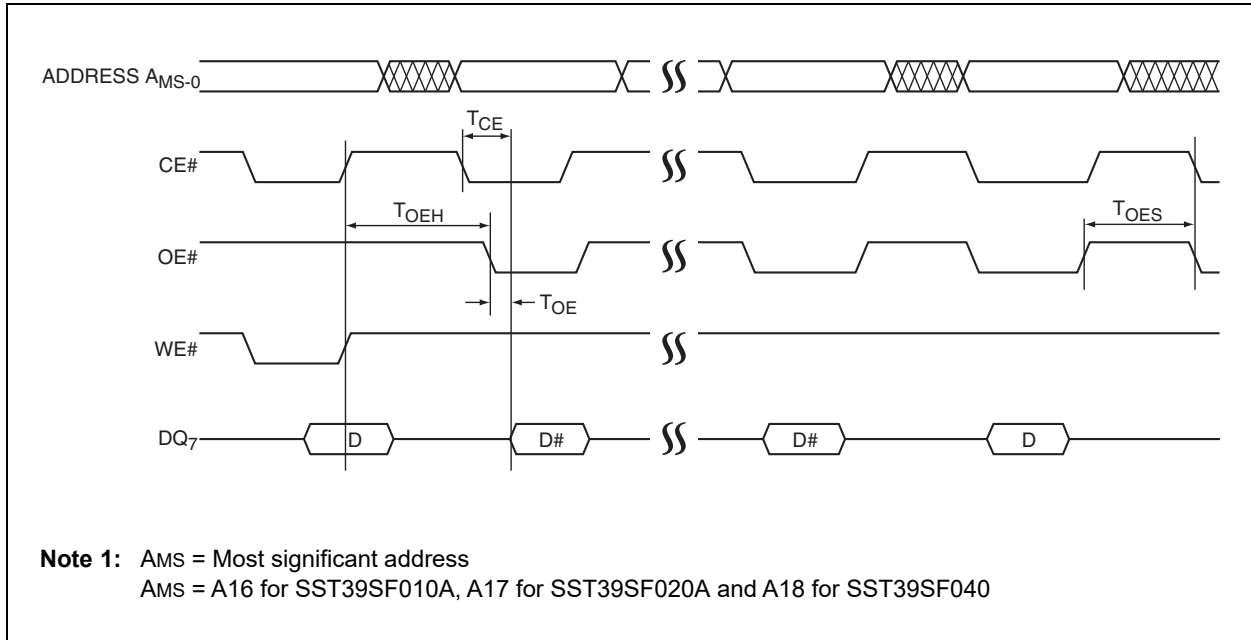 ADDRESS AMS-0
TCE
CE#
TOEH
TOES
OE#
TOE
WE#
DQ7
D
D#
D#
D
Note 1: AMS = Most significant address
AMS = A16 for SST39SF010A, A17 for SST39SF020A and A18 for SST39SF040